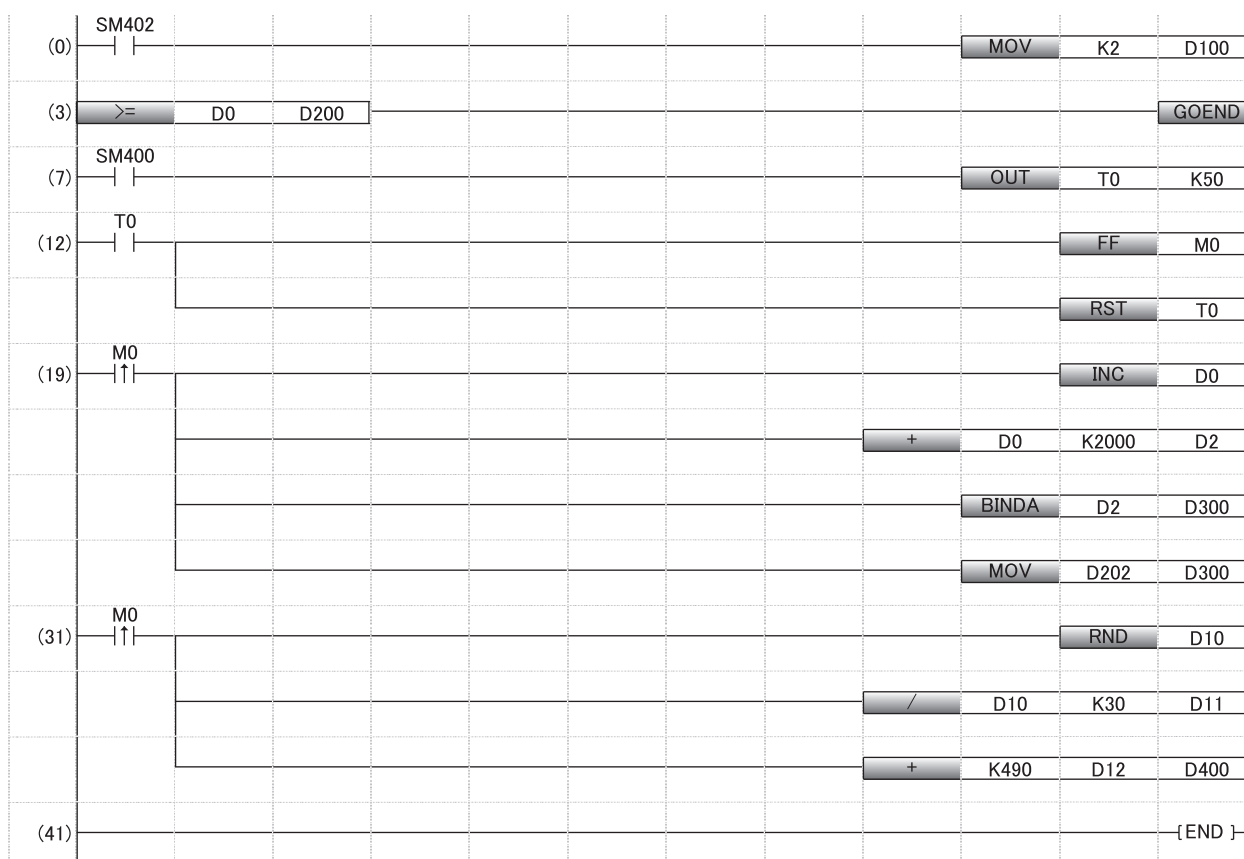 SM402
(0) MOV K2 D100
(3) >= D0 D200 GOEND
SM400
(7) OUT T0 K50
T0
(12) FF M0
RST T0
M0
(19) INC D0
+ D0 K2000 D2
BINDA D2 D300
MOV D202 D300
M0
(31) RND D10
/ D10 K30 D11
+ K490 D12 D400
(41) [END]